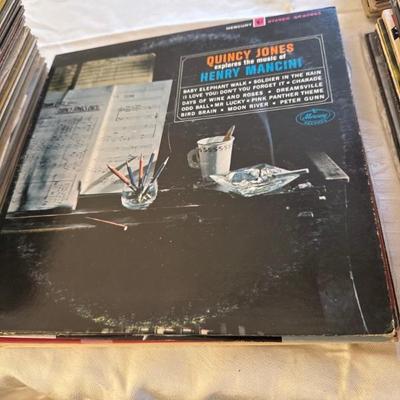 MERCURY STEREO
QUINCY JONES
explores the music of
HENRY MANCINI
BABY ELEPHANT WALK • SOLDIER IN THE RAIN
(I LOVE YOU) DON'T YOU FORGET IT • CHARADE
DAYS OF WINE AND ROSES • DREAMSVILLE
ODD BALL • MR LUCKY • PINK PANTHER THEME
BIRD BRAIN • MOON RIVER • PETER GUNN
Mercury
RECORDS